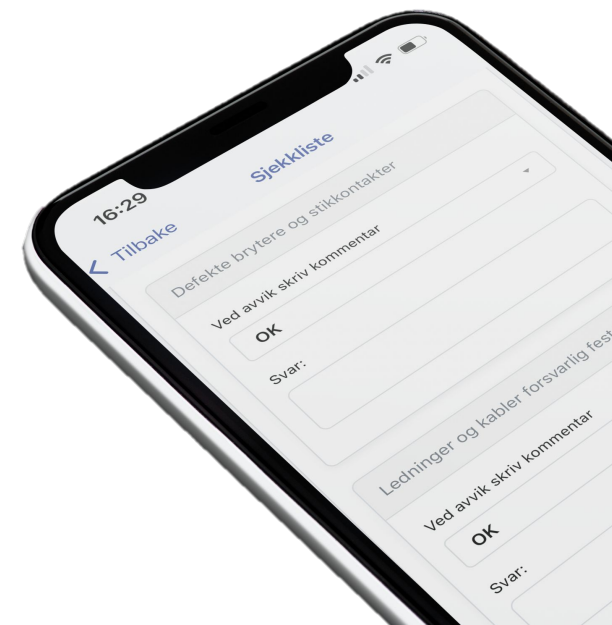 16:29
Tilbake
Sjekkliste
Defekte brytere og stikkontakter
Ved avvik skriv kommentar
OK
Svar:
Ledninger og kabler forsvarlig fest
Ved avvik skriv kommentar
OK
Svar: